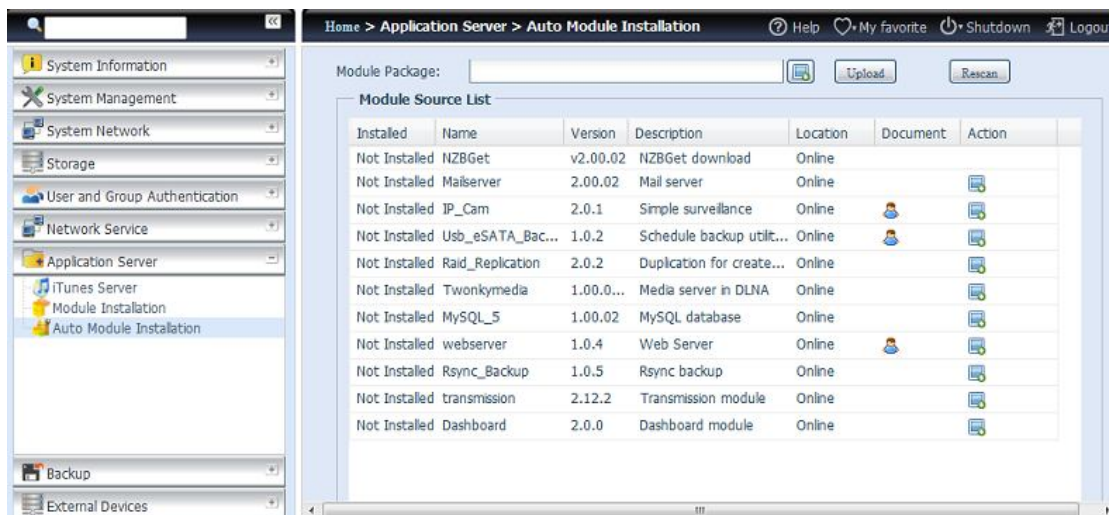 Home > Application Server > Auto Module Installation Help My favorite Shutdown Logou
System Information
System Management
System Network
Storage
User and Group Authentication
Network Service
Application Server
iTunes Server
Module Installation
Auto Module Installation
Backup
External Devices
Module Package: Upload Rescan
Module Source List
Installed Name Version Description Location Document Action
Not Installed NZBGet v2.00.02 NZBGet download Online
Not Installed Mailserver 2.00.02 Mail server Online
Not Installed IP_Cam 2.0.1 Simple surveillance Online
Not Installed Usb_eSATA_Bac... 1.0.2 Schedule backup utilit... Online
Not Installed Raid_Replication 2.0.2 Duplication for create... Online
Not Installed Twonkymedia 1.00.0... Media server in DLNA Online
Not Installed MySQL_5 1.00.02 MySQL database Online
Not Installed webserver 1.0.4 Web Server Online
Not Installed Rsync_Backup 1.0.5 Rsync backup Online
Not Installed transmission 2.12.2 Transmission module Online
Not Installed Dashboard 2.0.0 Dashboard module Online